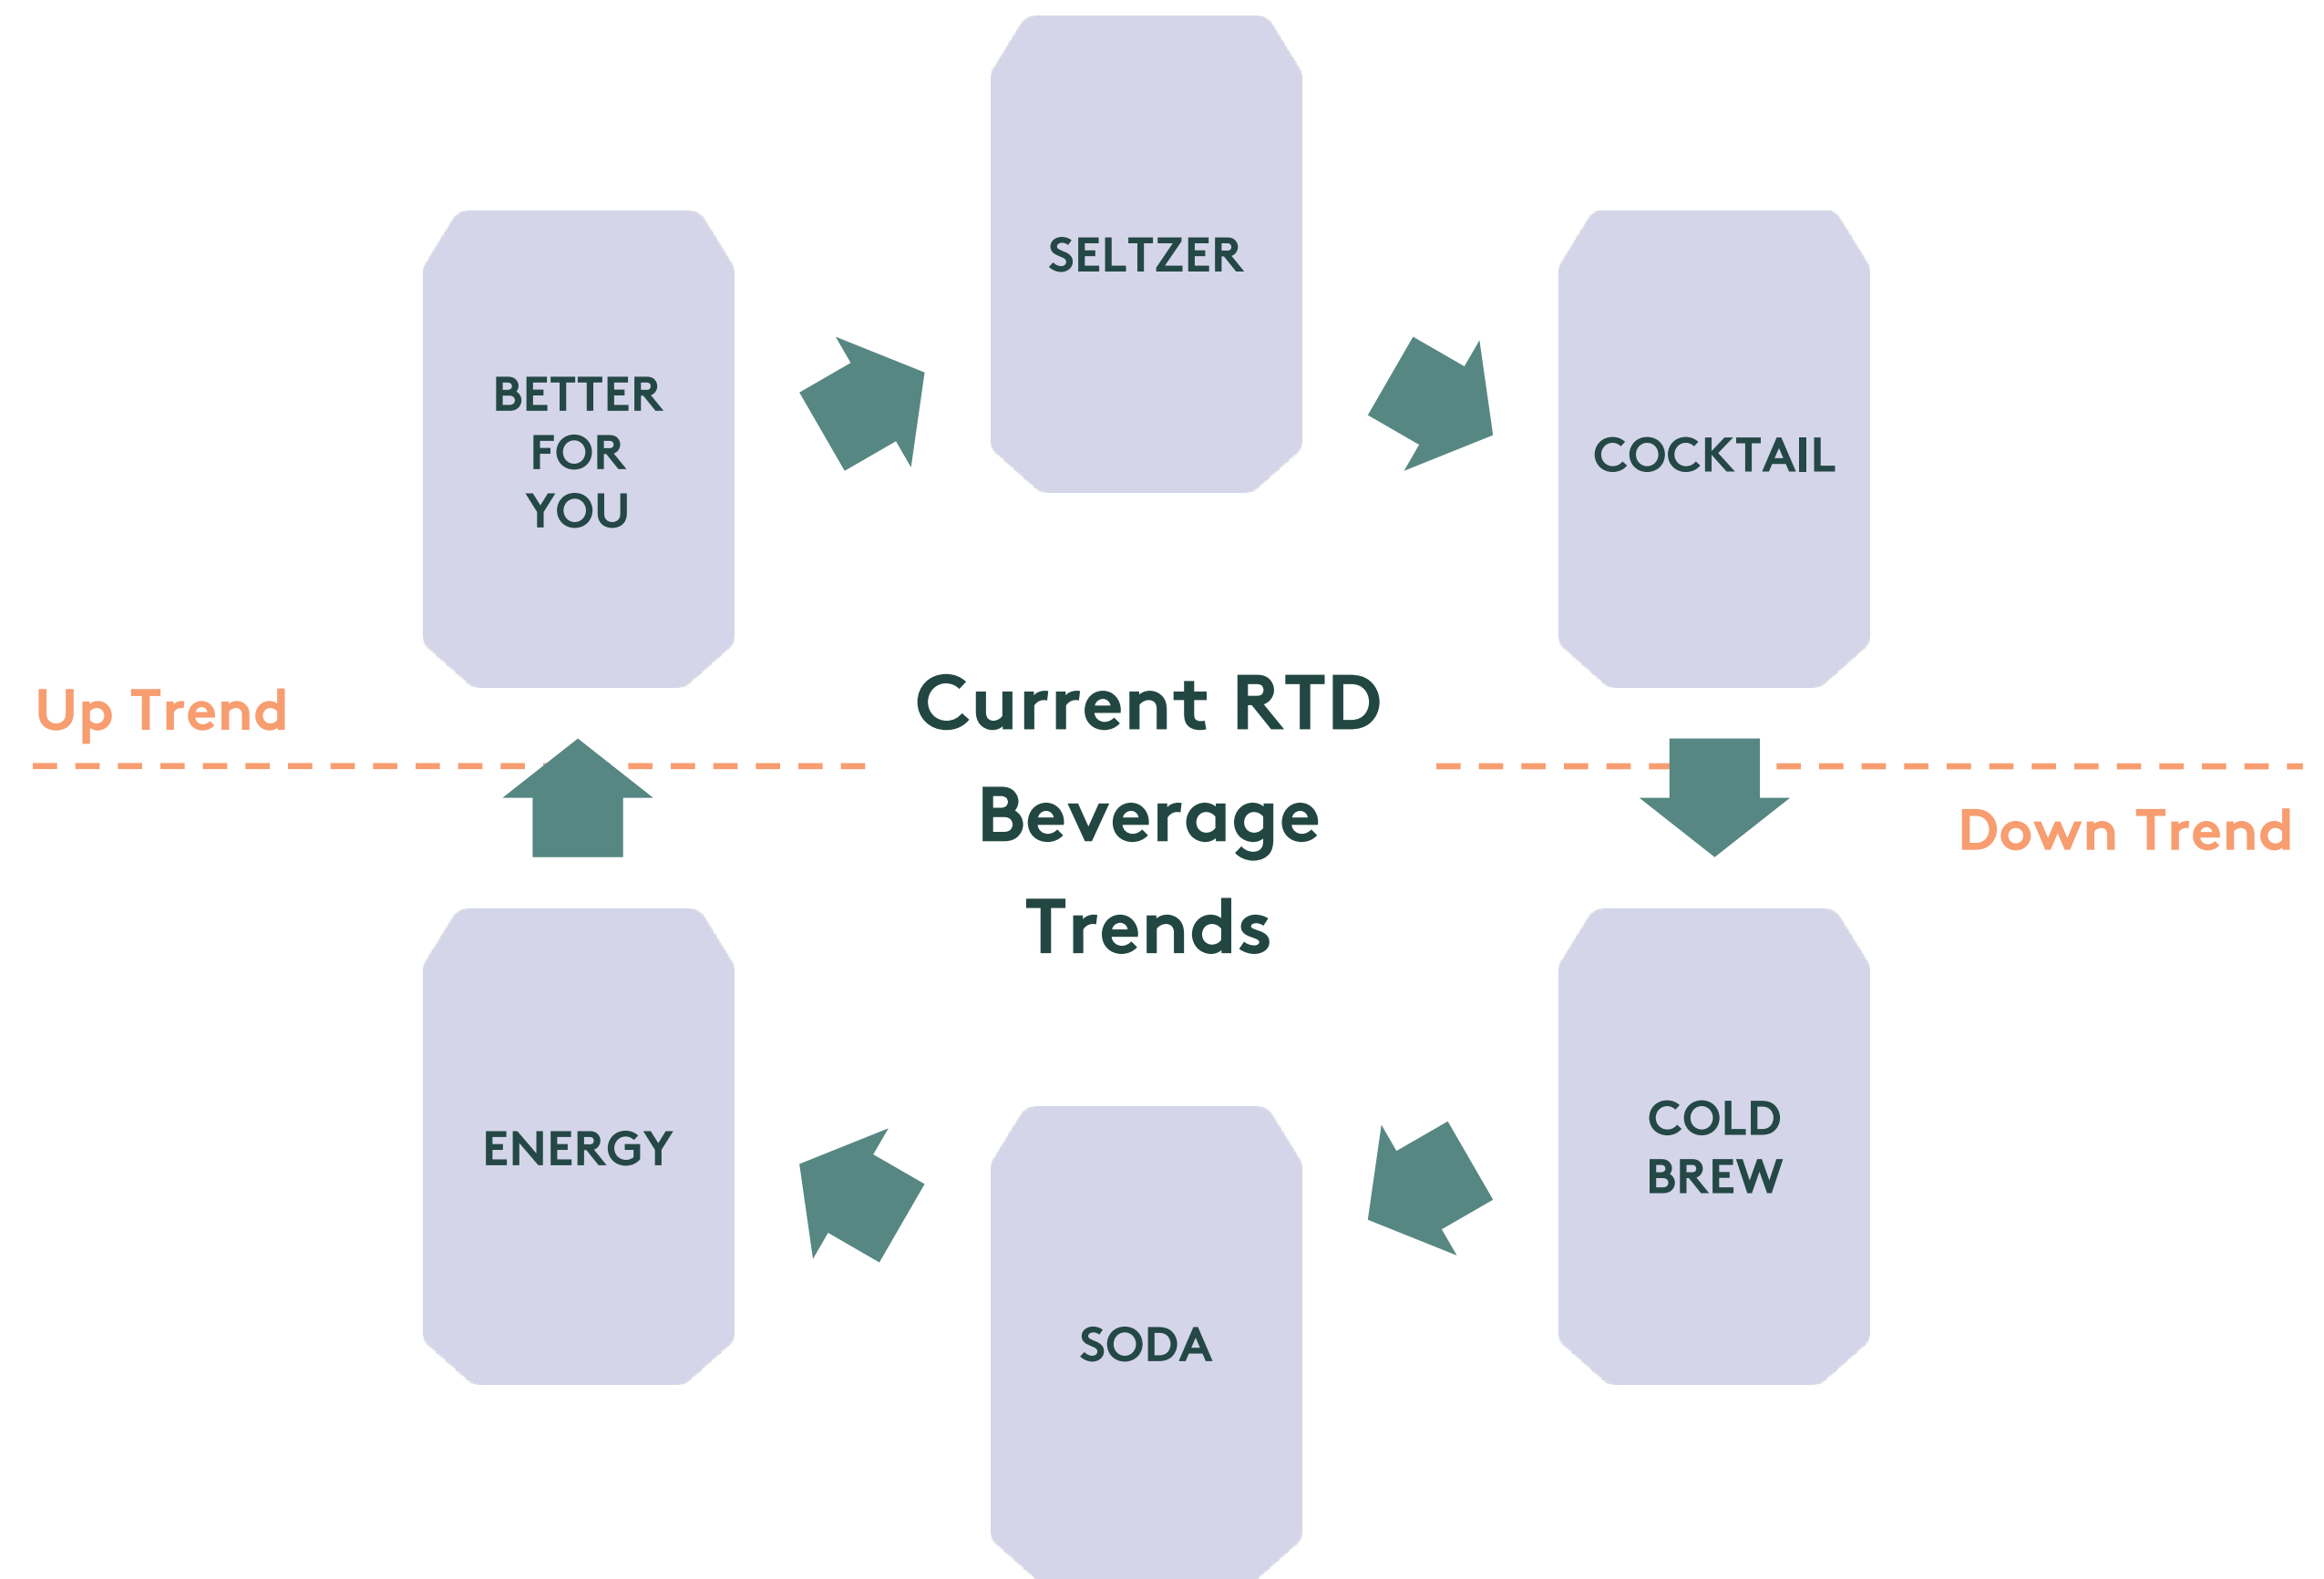 SELTZER
BETTER
FOR
YOU
COCKTAIL
Up Trend
Current RTD
Beverage
Trends
Down Trend
ENERGY
COLD
BREW
SODA